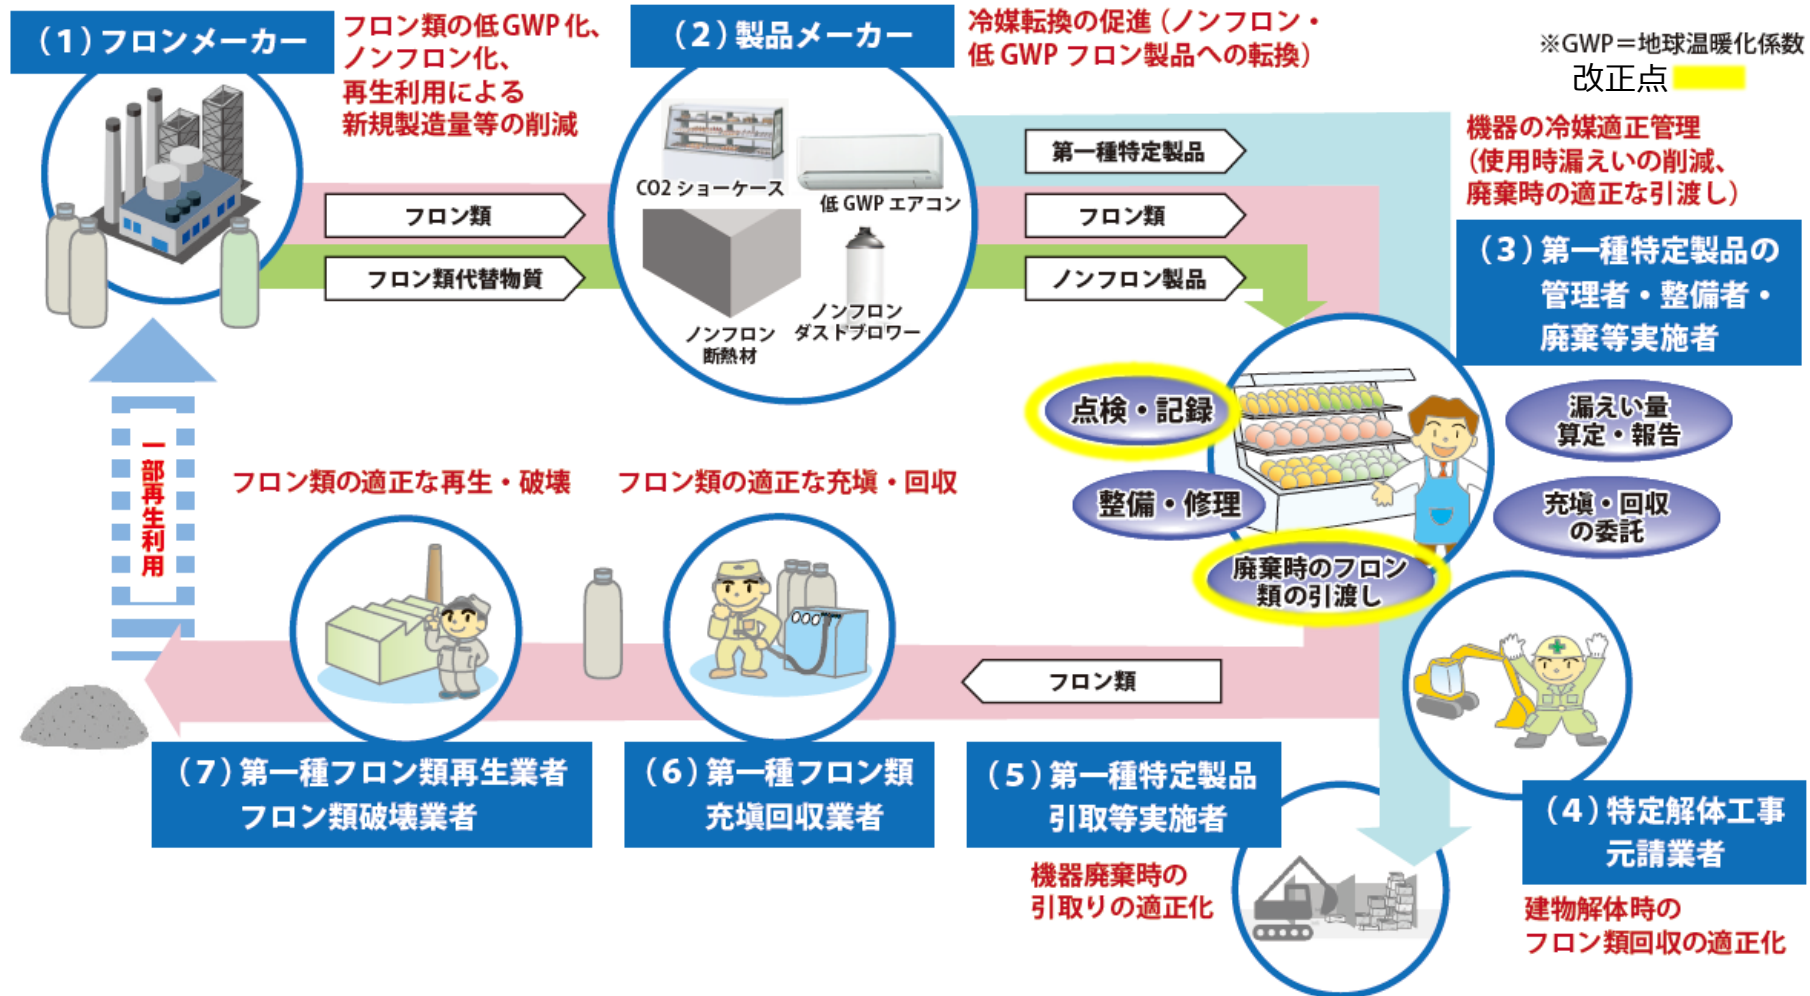 (1)フロンメーカー
フロン類の低GWP化、
ノンフロン化、
再生利用による
新規製造量等の削減
(2)製品メーカー
冷媒転換の促進(ノンフロン・
低GWPフロン製品への転換)
※GWP=地球温暖化係数
改正点
機器の冷媒適正管理
(使用時漏えいの削減、
廃棄時の適正な引渡し)
CO2ショーケース
低GWPエアコン
ノンフロン
断熱材
ノンフロン
ダストブロワー
フロン類
フロン類代替物質
第一種特定製品
フロン類
ノンフロン製品
(3)第一種特定製品の
管理者・整備者・
廃棄等実施者
点検・記録
整備・修理
廃棄時のフロン
類の引渡し
漏えい量
算定・報告
充塡・回収
の委託
一部再生利用
フロン類の適正な再生・破壊
フロン類の適正な充塡・回収
フロン類
(7)第一種フロン類再生業者
フロン類破壊業者
(6)第一種フロン類
充塡回収業者
(5)第一種特定製品
引取等実施者
機器廃棄時の
引取りの適正化
(4)特定解体工事
元請業者
建物解体時の
フロン類回収の適正化